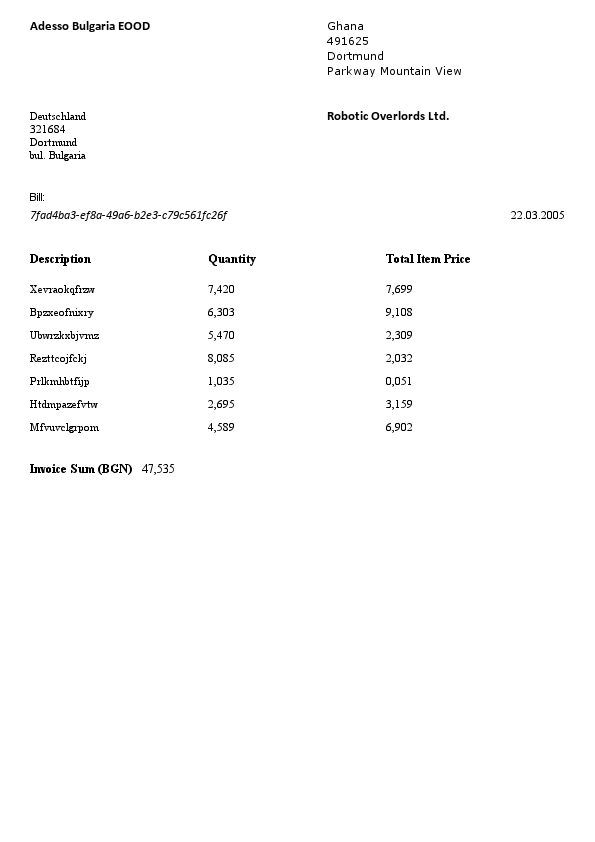 Adesso Bulgaria EOOD
Ghana
491625
Dortmund
Parkway Mountain View
Deutschland
321684
Dortmund
bul. Bulgaria
Robotic Overlords Ltd.
Bill:
7fad4ba3-ef8a-49a6-b2e3-c79c561fc26f 22.03.2005
Description Quantity Total Item Price
Xevraokqfrzw 7,420 7,699
Bpzxeofnixry 6,303 9,108
Ubwrzkxbjvmz 5,470 2,309
Rezttcojfckj 8,085 2,032
Prlkmhbtfijp 1,035 0,051
Htdmpazefvtw 2,695 3,159
Mfvuvclgrpom 4,589 6,902
Invoice Sum (BGN) 47,535